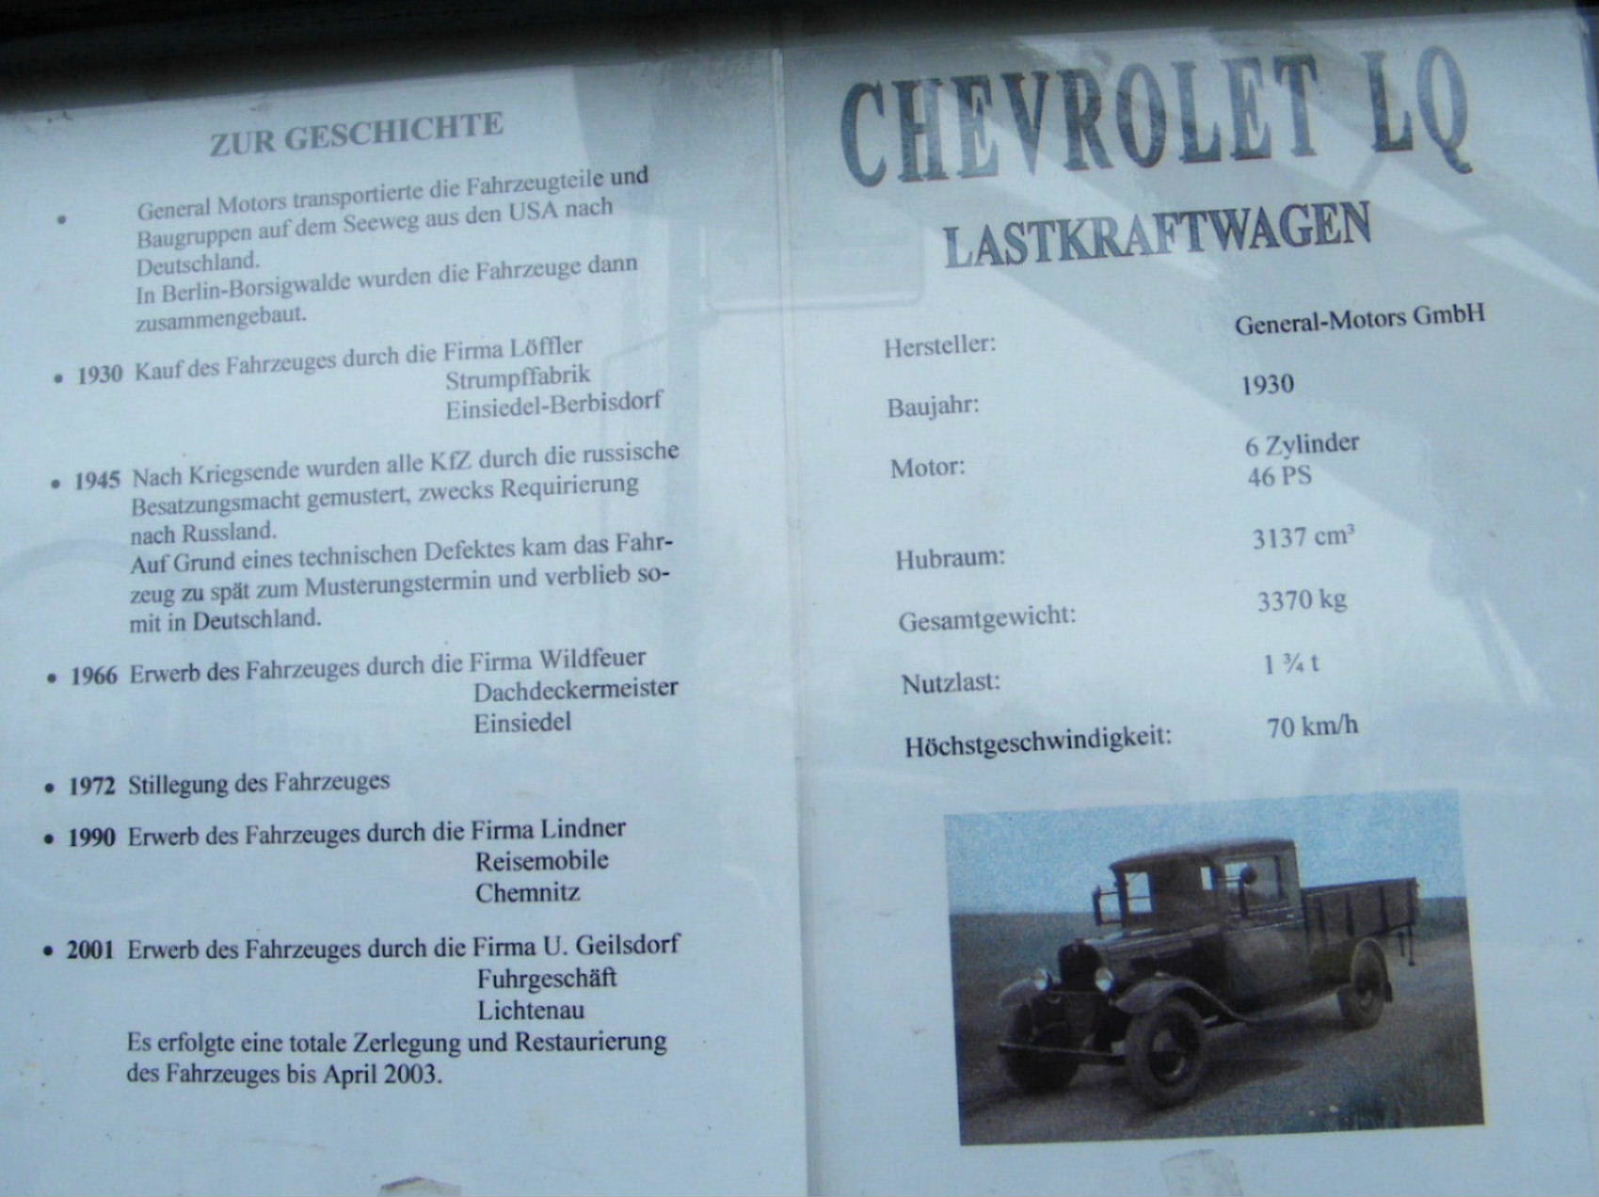 ZUR GESCHICHTE
• General Motors transportierte die Fahrzeugteile und
Baugruppen auf dem Seeweg aus den USA nach
Deutschland.
In Berlin-Borsigwalde wurden die Fahrzeuge dann
zusammengebaut.
• 1930 Kauf des Fahrzeuges durch die Firma Löffler
Strumpffabrik
Einsiedel-Berbisdorf
• 1945 Nach Kriegsende wurden alle KfZ durch die russische
Besatzungsmacht gemustert, zwecks Requirierung
nach Russland.
Auf Grund eines technischen Defektes kam das Fahr-
zeug zu spät zum Musterungstermin und verblieb so-
mit in Deutschland.
• 1966 Erwerb des Fahrzeuges durch die Firma Wildfeuer
Dachdeckermeister
Einsiedel
• 1972 Stillegung des Fahrzeuges
• 1990 Erwerb des Fahrzeuges durch die Firma Lindner
Reisemobile
Chemnitz
• 2001 Erwerb des Fahrzeuges durch die Firma U. Geilsdorf
Fuhrgeschäft
Lichtenau
Es erfolgte eine totale Zerlegung und Restaurierung
des Fahrzeuges bis April 2003.
CHEVROLET LQ
LASTKRAFTWAGEN
Hersteller: General-Motors GmbH
Baujahr: 1930
Motor: 6 Zylinder
46 PS
Hubraum: 3137 cm³
Gesamtgewicht: 3370 kg
Nutzlast: 1 ¾ t
Höchstgeschwindigkeit: 70 km/h